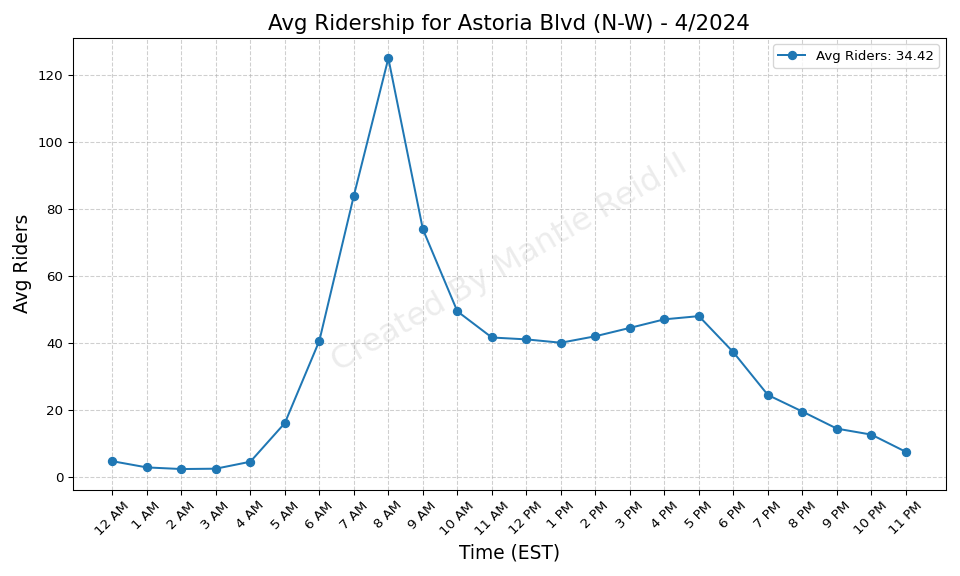 Avg Ridership for Astoria Blvd (N-W) - 4/2024
Avg Riders: 34.42
120
100
80
60
40
20
0
Avg Riders
Created By Mantle Reid II
12 AM
1 AM
2 AM
3 AM
4 AM
5 AM
6 AM
7 AM
8 AM
9 AM
10 AM
11 AM
12 PM
1 PM
2 PM
3 PM
4 PM
5 PM
6 PM
7 PM
8 PM
9 PM
10 PM
11 PM
Time (EST)